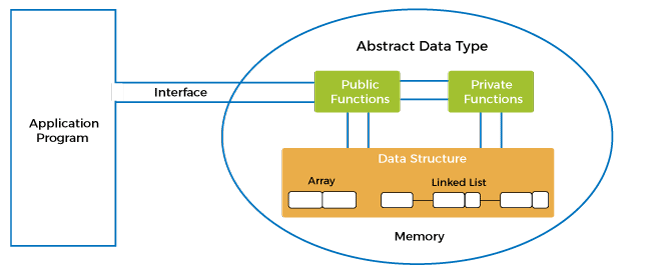 Abstract Data Type
Public
Functions
Private
Functions
Interface
Application
Program
Data Structure
Array
Linked List
Memory